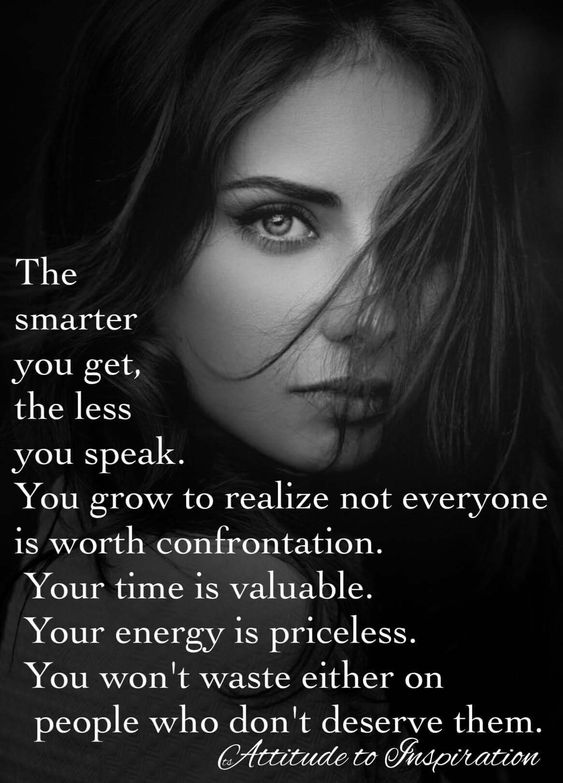 The
smarter
you get,
the less
you speak.
You grow to realize not everyone
is worth confrontation.
Your time is valuable.
Your energy is priceless.
You won't waste either on
people who don't deserve them.
ts Attitude to Inspiration